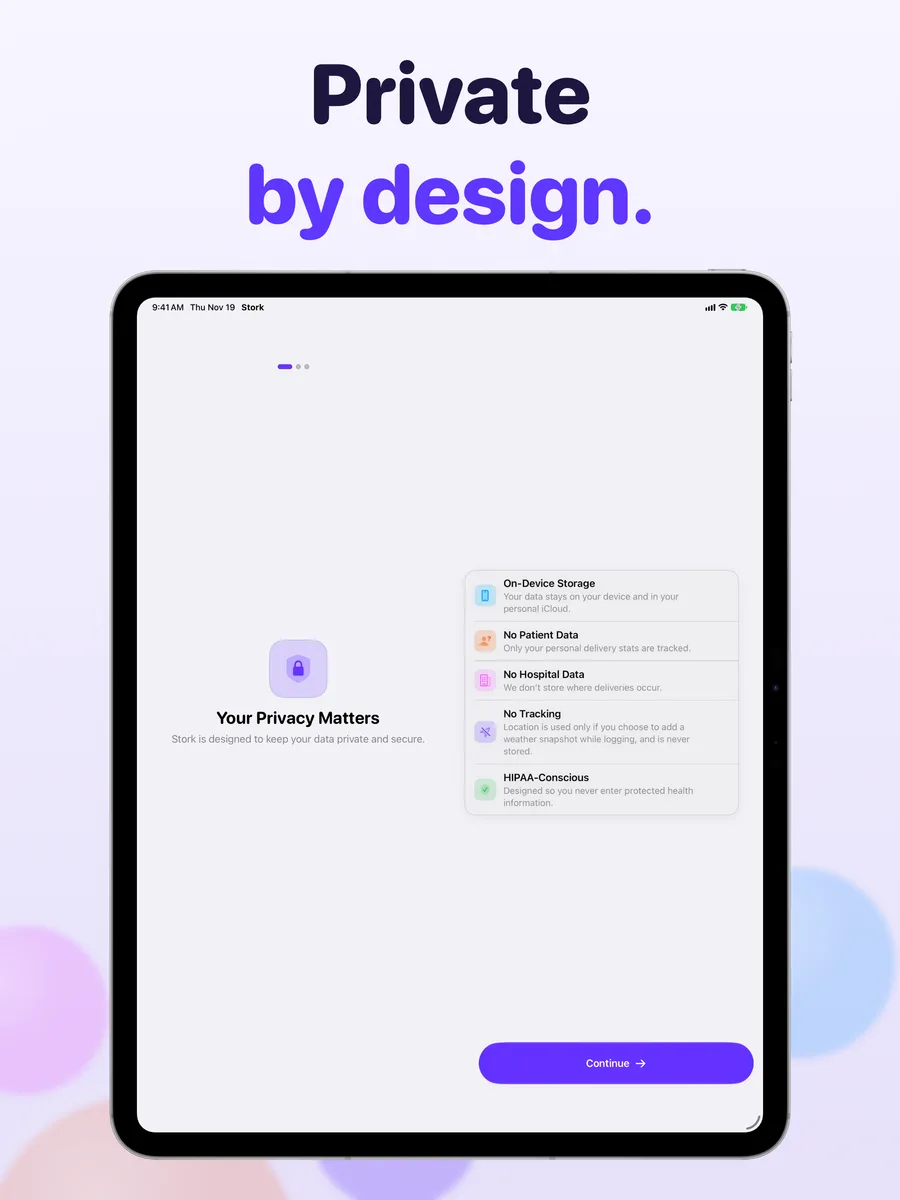 Private
by design.
9:41 AM Thu Nov 19 Stork
Your Privacy Matters
Stork is designed to keep your data private and secure.
On-Device Storage
Your data stays on your device and in your
personal iCloud.
No Patient Data
Only your personal delivery stats are tracked.
No Hospital Data
We don't store where deliveries occur.
No Tracking
Location is used only if you choose to add a
weather snapshot while logging, and is never
stored.
HIPAA-Conscious
Designed so you never enter protected health
information.
Continue →